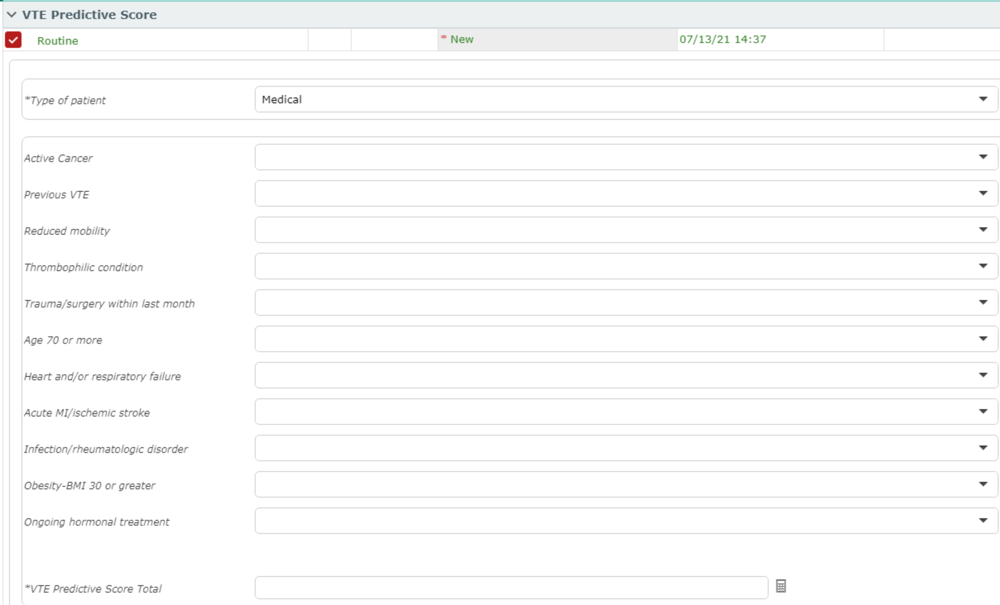 VTE Predictive Score
Routine * New 07/13/21 14:37
*Type of patient Medical
Active Cancer
Previous VTE
Reduced mobility
Thrombophilic condition
Trauma/surgery within last month
Age 70 or more
Heart and/or respiratory failure
Acute MI/ischemic stroke
Infection/rheumatologic disorder
Obesity-BMI 30 or greater
Ongoing hormonal treatment
*VTE Predictive Score Total